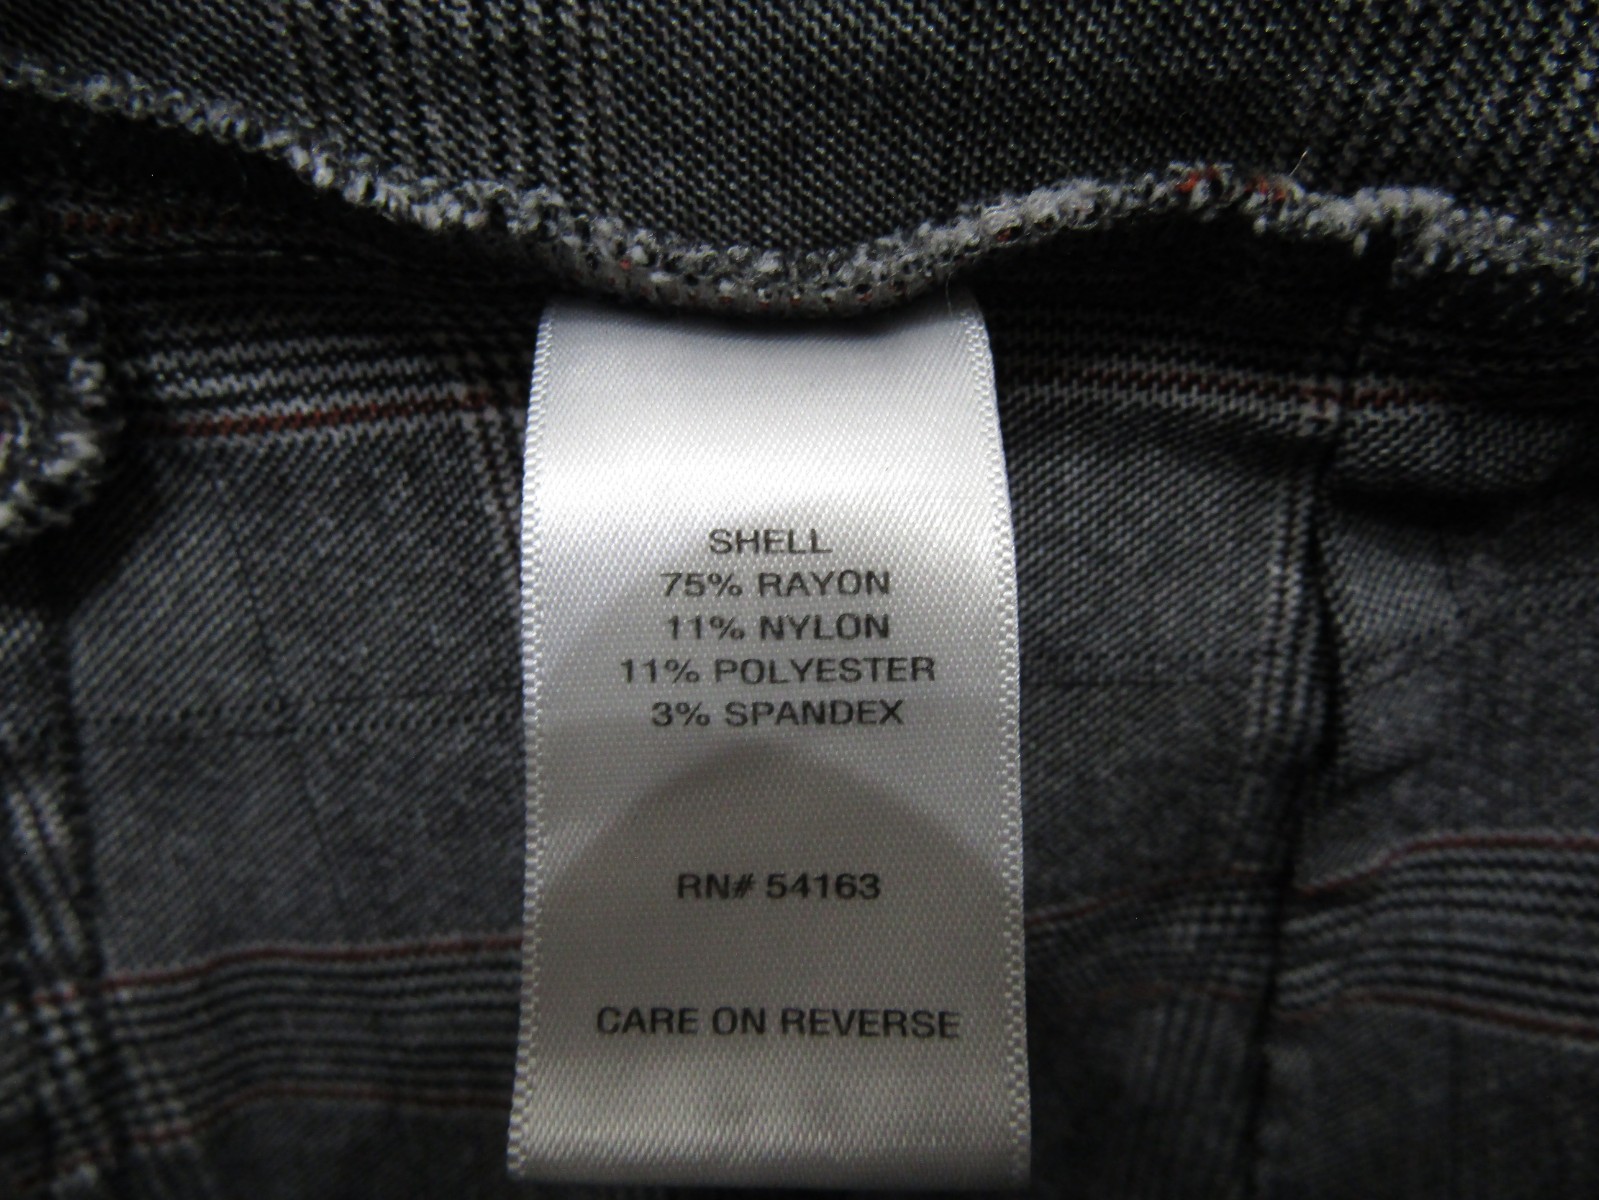 SHELL
75% RAYON
11% NYLON
11% POLYESTER
3% SPANDEX
RN# 54163
CARE ON REVERSE